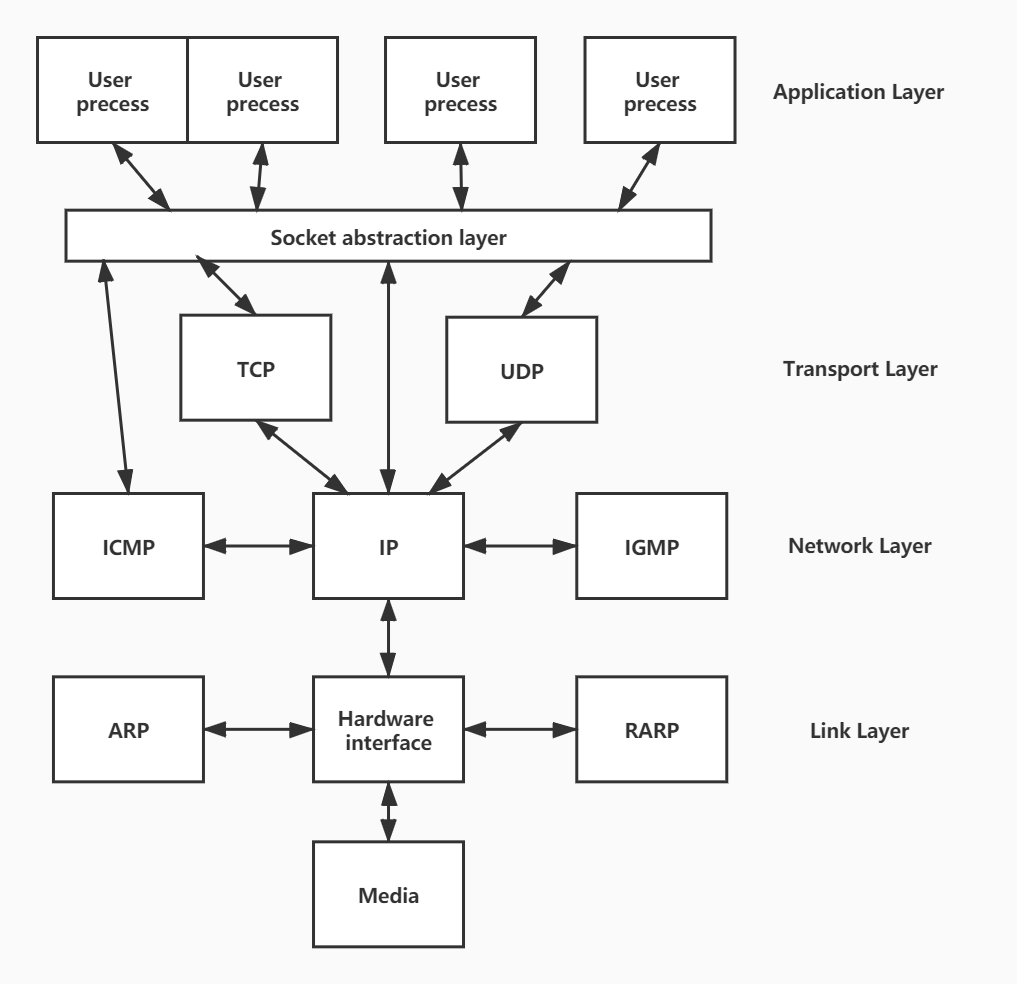 User
precess
User
precess
User
precess
User
precess
Application Layer
Socket abstraction layer
TCP
UDP
Transport Layer
ICMP
IP
IGMP
Network Layer
ARP
Hardware
interface
RARP
Link Layer
Media